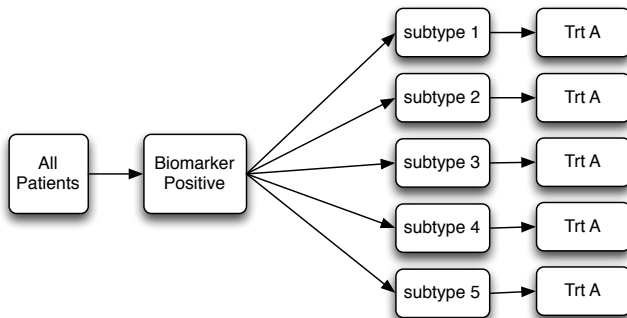 All
Patients
Biomarker
Positive
subtype 1
Trt A
subtype 2
Trt A
subtype 3
Trt A
subtype 4
Trt A
subtype 5
Trt A